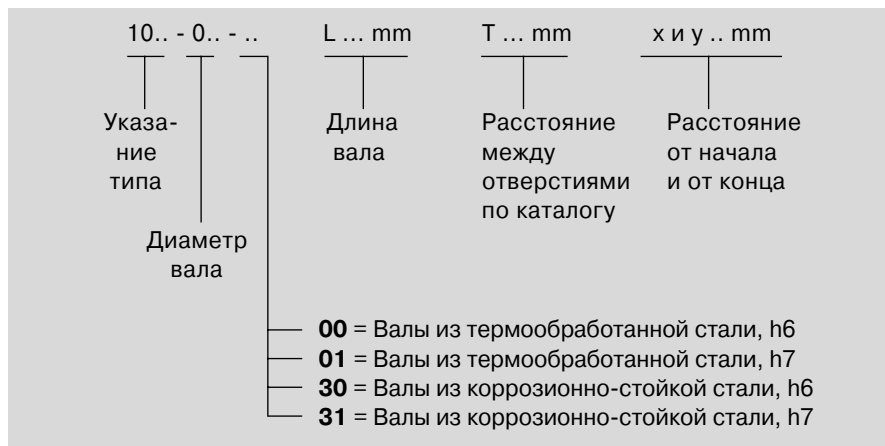 10.. - 0.. - .. L ... mm T ... mm x и y .. mm
Указа-
ние
типа
Диаметр
вала
Длина
вала
Расстояние
между
отверстиями
по каталогу
Расстояние
от начала
и от конца
00 = Валы из термообработанной стали, h6
01 = Валы из термообработанной стали, h7
30 = Валы из коррозионно-стойкой стали, h6
31 = Валы из коррозионно-стойкой стали, h7